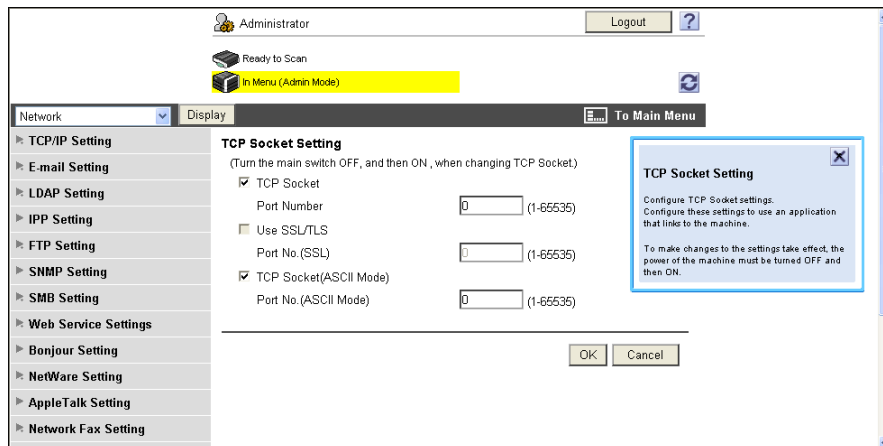 Administrator
Logout
?
Ready to Scan
In Menu (Admin Mode)
Network
Display
To Main Menu
TCP/IP Setting
E-mail Setting
LDAP Setting
IPP Setting
FTP Setting
SNMP Setting
SMB Setting
Web Service Settings
Bonjour Setting
NetWare Setting
AppleTalk Setting
Network Fax Setting
TCP Socket Setting
(Turn the main switch OFF, and then ON , when changing TCP Socket.)
TCP Socket
Port Number 0 (1-65535)
Use SSL/TLS
Port No.(SSL) 0 (1-65535)
TCP Socket(ASCII Mode)
Port No.(ASCII Mode) 0 (1-65535)
OK Cancel
TCP Socket Setting
Configure TCP Socket settings.
Configure these settings to use an application
that links to the machine.
To make changes to the settings take effect, the
power of the machine must be turned OFF and
then ON.